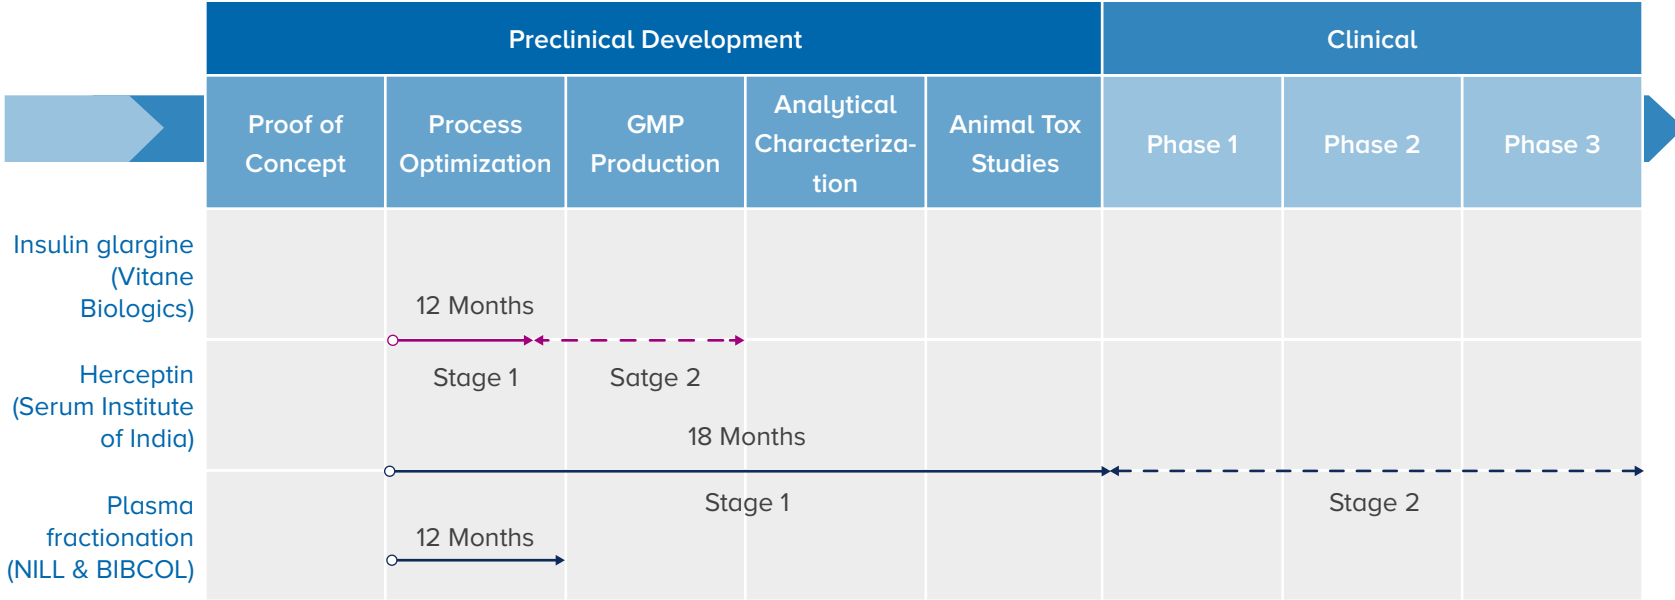 Preclinical Development
Clinical
Proof of
Concept
Process
Optimization
GMP
Production
Analytical
Characteriza-
tion
Animal Tox
Studies
Phase 1
Phase 2
Phase 3
Insulin glargine
(Vitane
Biologics)
12 Months
Stage 1
Satge 2
Herceptin
(Serum Institute
of India)
18 Months
Stage 1
Stage 2
Plasma
fractionation
(NILL & BIBCOL)
12 Months